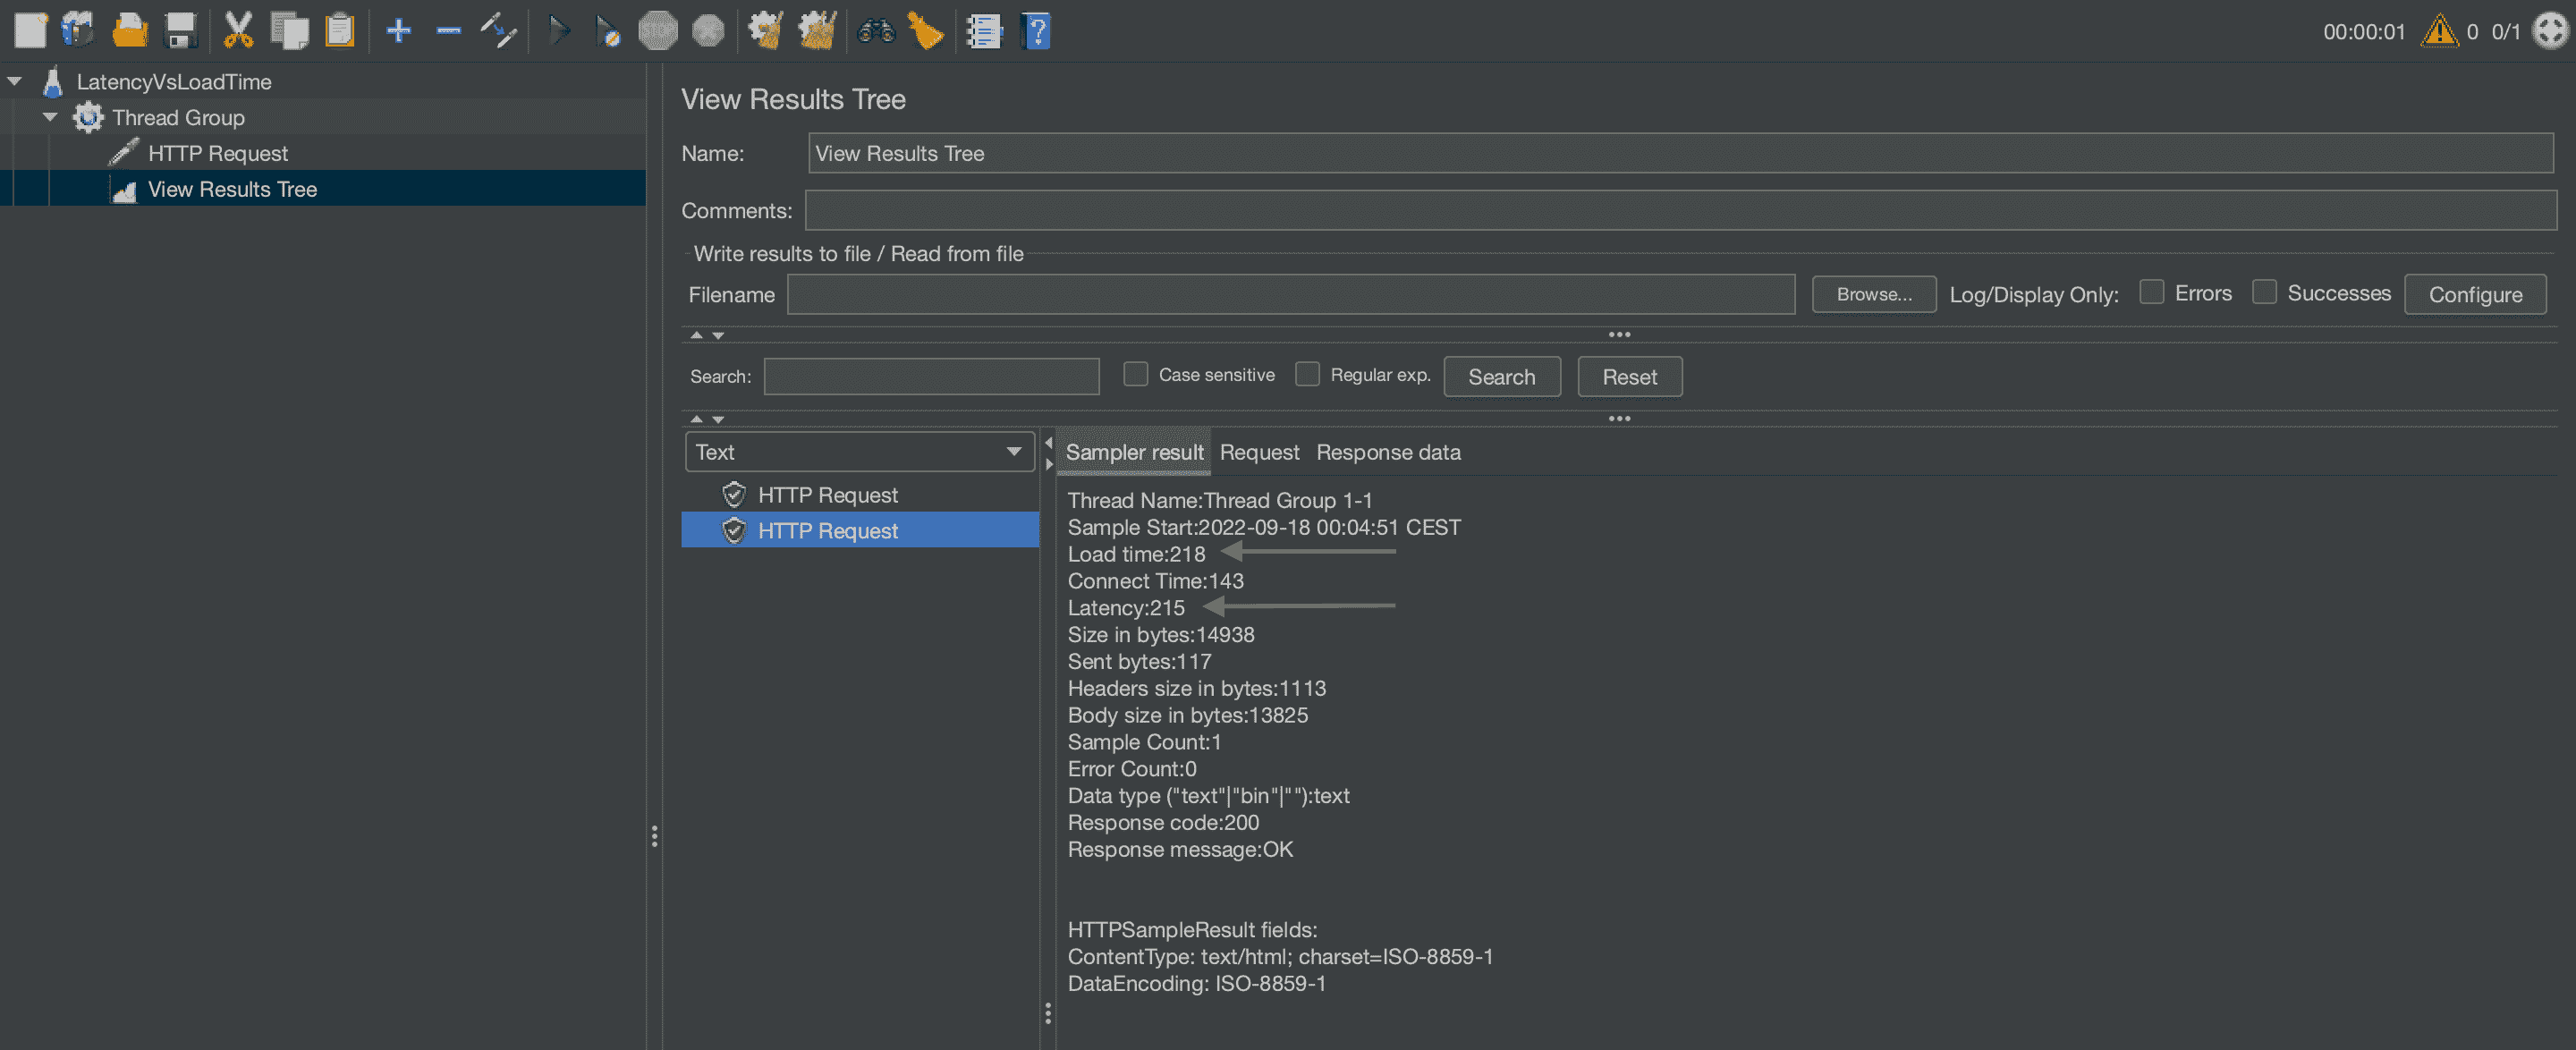 00:00:01 0 0/1
LatencyVsLoadTime
Thread Group
HTTP Request
View Results Tree
View Results Tree
Name: View Results Tree
Comments:
Write results to file / Read from file
Filename Browse... Log/Display Only: Errors Successes Configure
Search: Case sensitive Regular exp. Search Reset
Text
HTTP Request
HTTP Request
Sampler result Request Response data
Thread Name:Thread Group 1-1
Sample Start:2022-09-18 00:04:51 CEST
Load time:218
Connect Time:143
Latency:215
Size in bytes:14938
Sent bytes:117
Headers size in bytes:1113
Body size in bytes:13825
Sample Count:1
Error Count:0
Data type ("text"|"bin"|""):text
Response code:200
Response message:OK
HTTPSampleResult fields:
ContentType: text/html; charset=ISO-8859-1
DataEncoding: ISO-8859-1